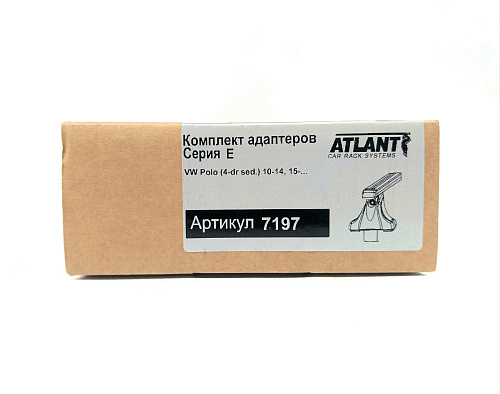 Комплект адаптеров
Серия E
VW Polo (4-dr sed.) 10-14, 15-...
Артикул 7197
ATLANT
CAR RACK SYSTEMS